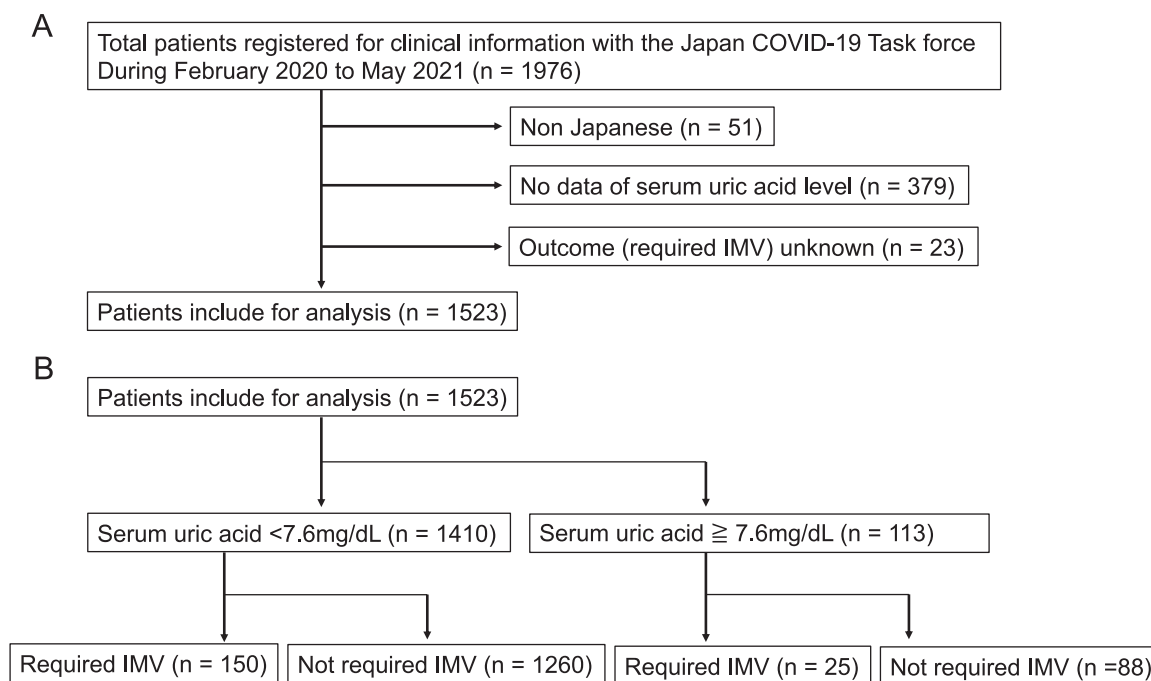 A
Total patients registered for clinical information with the Japan COVID-19 Task force
During February 2020 to May 2021 (n = 1976)
Non Japanese (n = 51)
No data of serum uric acid level (n = 379)
Outcome (required IMV) unknown (n = 23)
Patients include for analysis (n = 1523)
B
Patients include for analysis (n = 1523)
Serum uric acid <7.6mg/dL (n = 1410)
Serum uric acid ≧ 7.6mg/dL (n = 113)
Required IMV (n = 150)
Not required IMV (n = 1260)
Required IMV (n = 25)
Not required IMV (n =88)